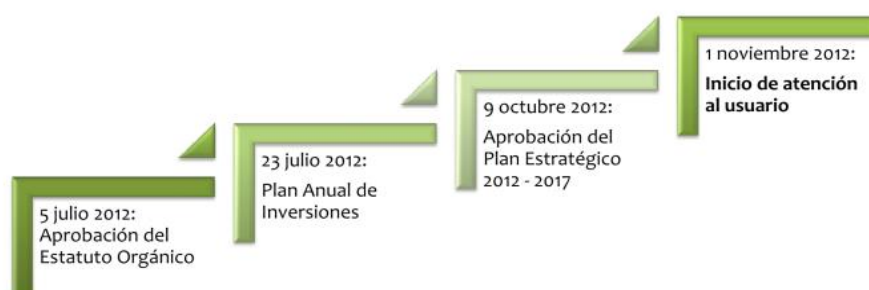 5 julio 2012:
Aprobación del
Estatuto Orgánico
23 julio 2012:
Plan Anual de
Inversiones
9 octubre 2012:
Aprobación del
Plan Estratégico
2012 - 2017
1 noviembre 2012:
Inicio de atención
al usuario